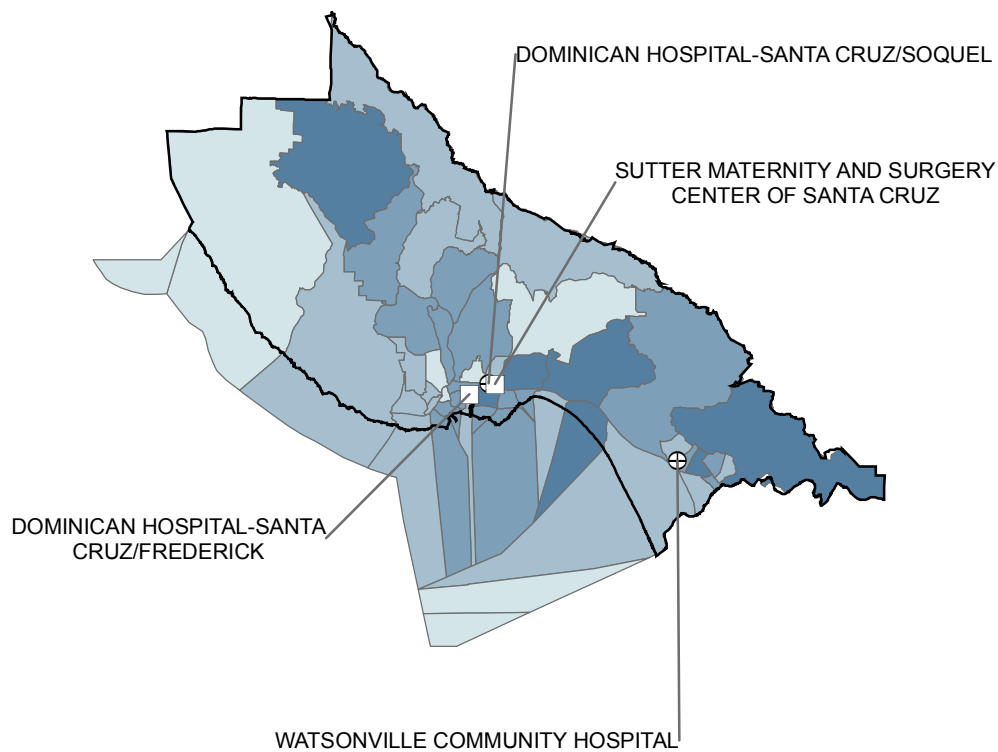 DOMINICAN HOSPITAL-SANTA CRUZ/SOQUEL
SUTTER MATERNITY AND SURGERY
CENTER OF SANTA CRUZ
DOMINICAN HOSPITAL-SANTA
CRUZ/FREDERICK
WATSONVILLE COMMUNITY HOSPITAL